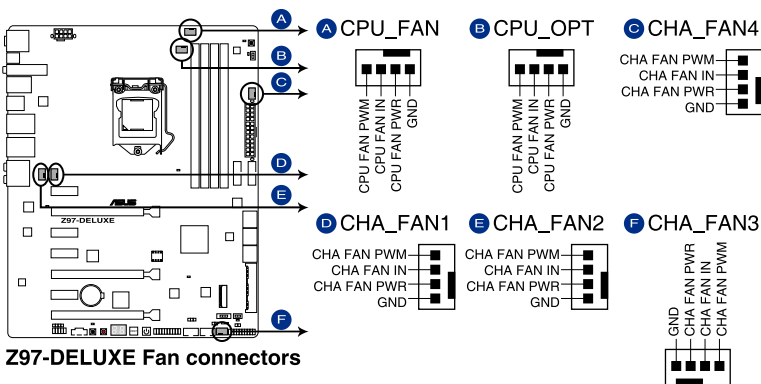 A
B
C
D
E
F
/SUS
Z97-DELUXE
Z97-DELUXE Fan connectors
A CPU_FAN
CPU FAN PWM
CPU FAN IN
CPU FAN PWR
GND
B CPU_OPT
CPU FAN PWM
CPU FAN IN
CPU FAN PWR
GND
C CHA_FAN4
CHA FAN PWM
CHA FAN IN
CHA FAN PWR
GND
D CHA_FAN1
CHA FAN PWM
CHA FAN IN
CHA FAN PWR
GND
E CHA_FAN2
CHA FAN PWM
CHA FAN IN
CHA FAN PWR
GND
F CHA_FAN3
GND
CHA FAN PWR
CHA FAN IN
CHA FAN PWM